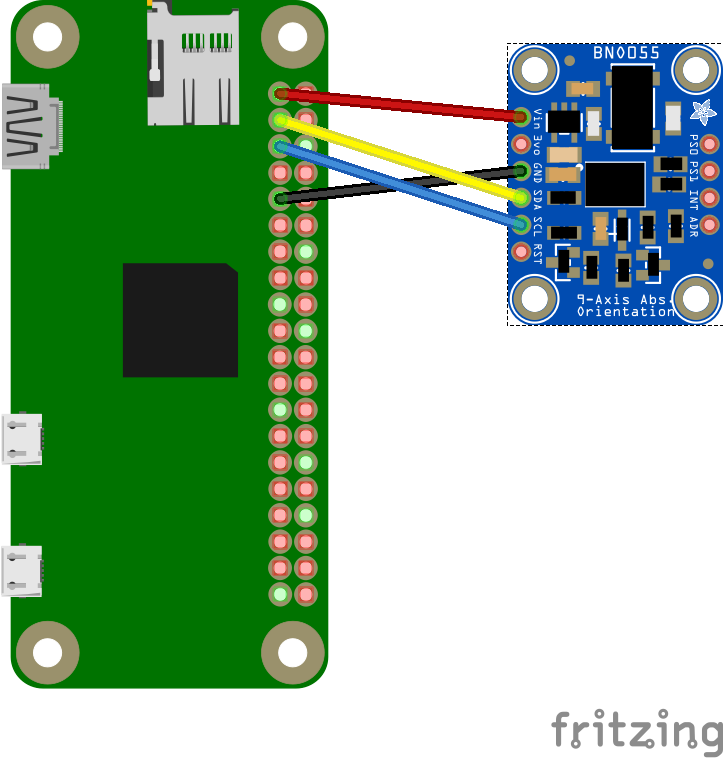 BNO055
Vin
3vo
GND
SDA
SCL
RST
PS0
PS1
INT
ADR
9-Axis Abs.
Orientation
fritzing